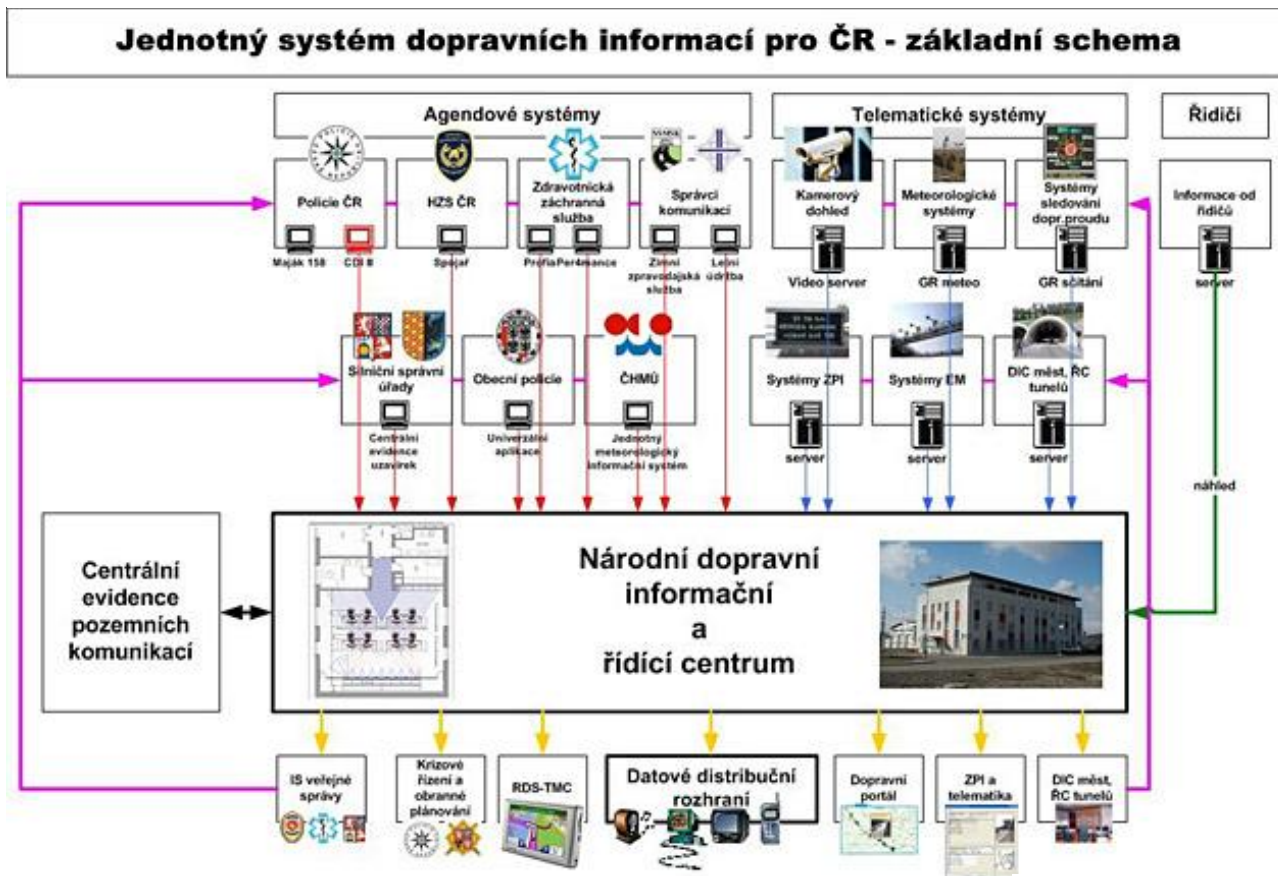 Jednotný systém dopravních informací pro ČR - základní schema
Agendové systémy
Telematické systémy
Řidiči
Policie ČR
HZS ČR
Zdravotnická
záchranná
služba
Správci
komunikací
Kamerový
dohled
Meteorologické
systémy
Systémy
sledování
dopr.proudu
Informace od
řidičů
Maják 158
CDI II
Spojař
Profia
Per4mance
Zimní
zpravodajská
služba
Letní
údržba
Video server
GR meteo
GR sčítání
server
Silniční správní
úřady
Obecní policie
ČHMÚ
Systémy ZPI
Systémy EM
DIC měst, ŘC
tunelů
Centrální
evidence
uzavírek
Univerzální
aplikace
Jednotný
meteorologický
informační systém
server
server
server
náhled
Centrální
evidence
pozemních
komunikací
Národní dopravní
informační
a
řídící centrum
IS veřejné
správy
Krizové
řízení a
obranné
plánování
RDS-TMC
Datové distribuční
rozhraní
Dopravní
portál
ZPI a
telematika
DIC měst,
ŘC tunelů